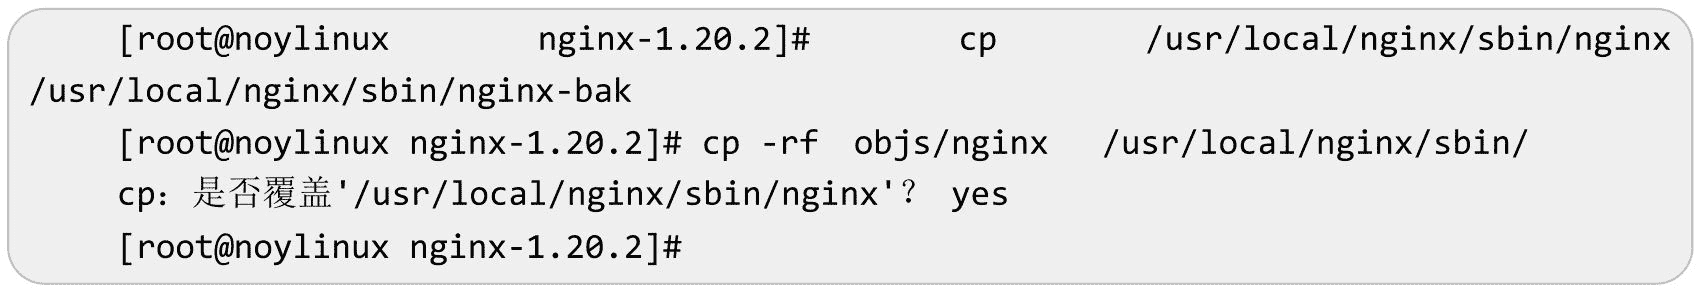 [root@noylinux nginx-1.20.2]# cp /usr/local/nginx/sbin/nginx
/usr/local/nginx/sbin/nginx-bak
[root@noylinux nginx-1.20.2]# cp -rf objs/nginx /usr/local/nginx/sbin/
cp：是否覆盖'/usr/local/nginx/sbin/nginx'？ yes
[root@noylinux nginx-1.20.2]#